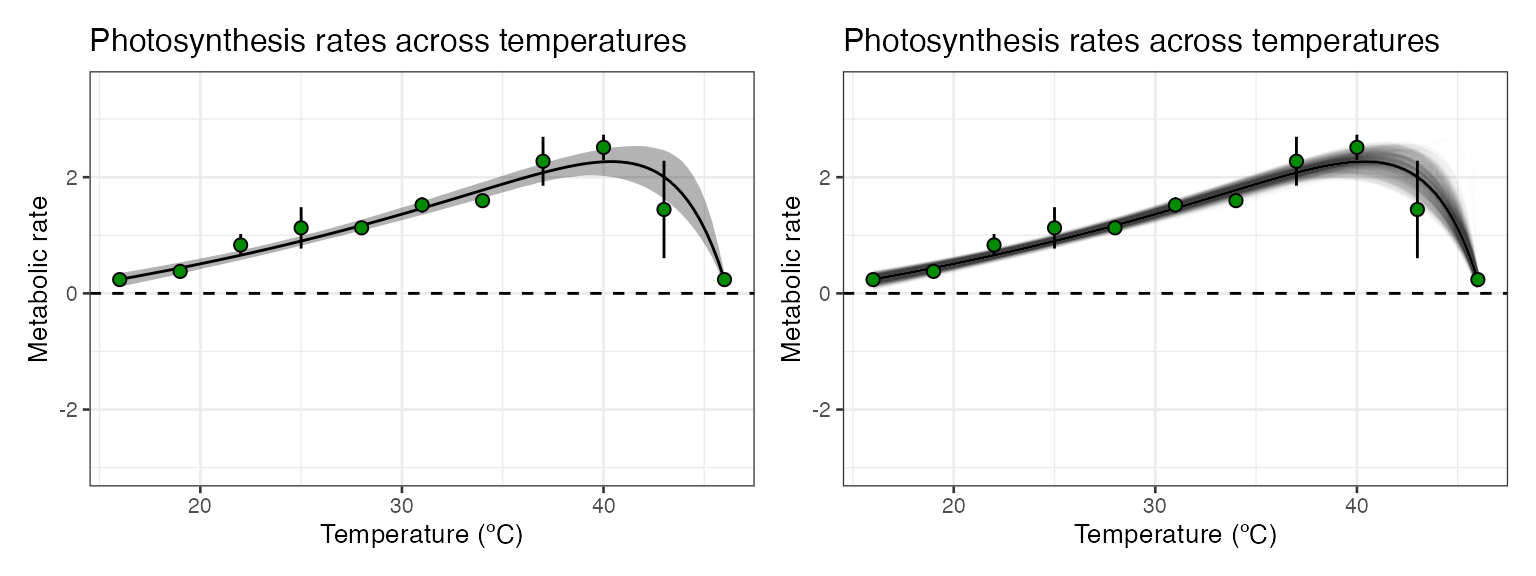 Photosynthesis rates across temperatures
Metabolic rate
2
0
-2
20 30 40
Temperature (ºC)
Photosynthesis rates across temperatures
Metabolic rate
2
0
-2
20 30 40
Temperature (ºC)